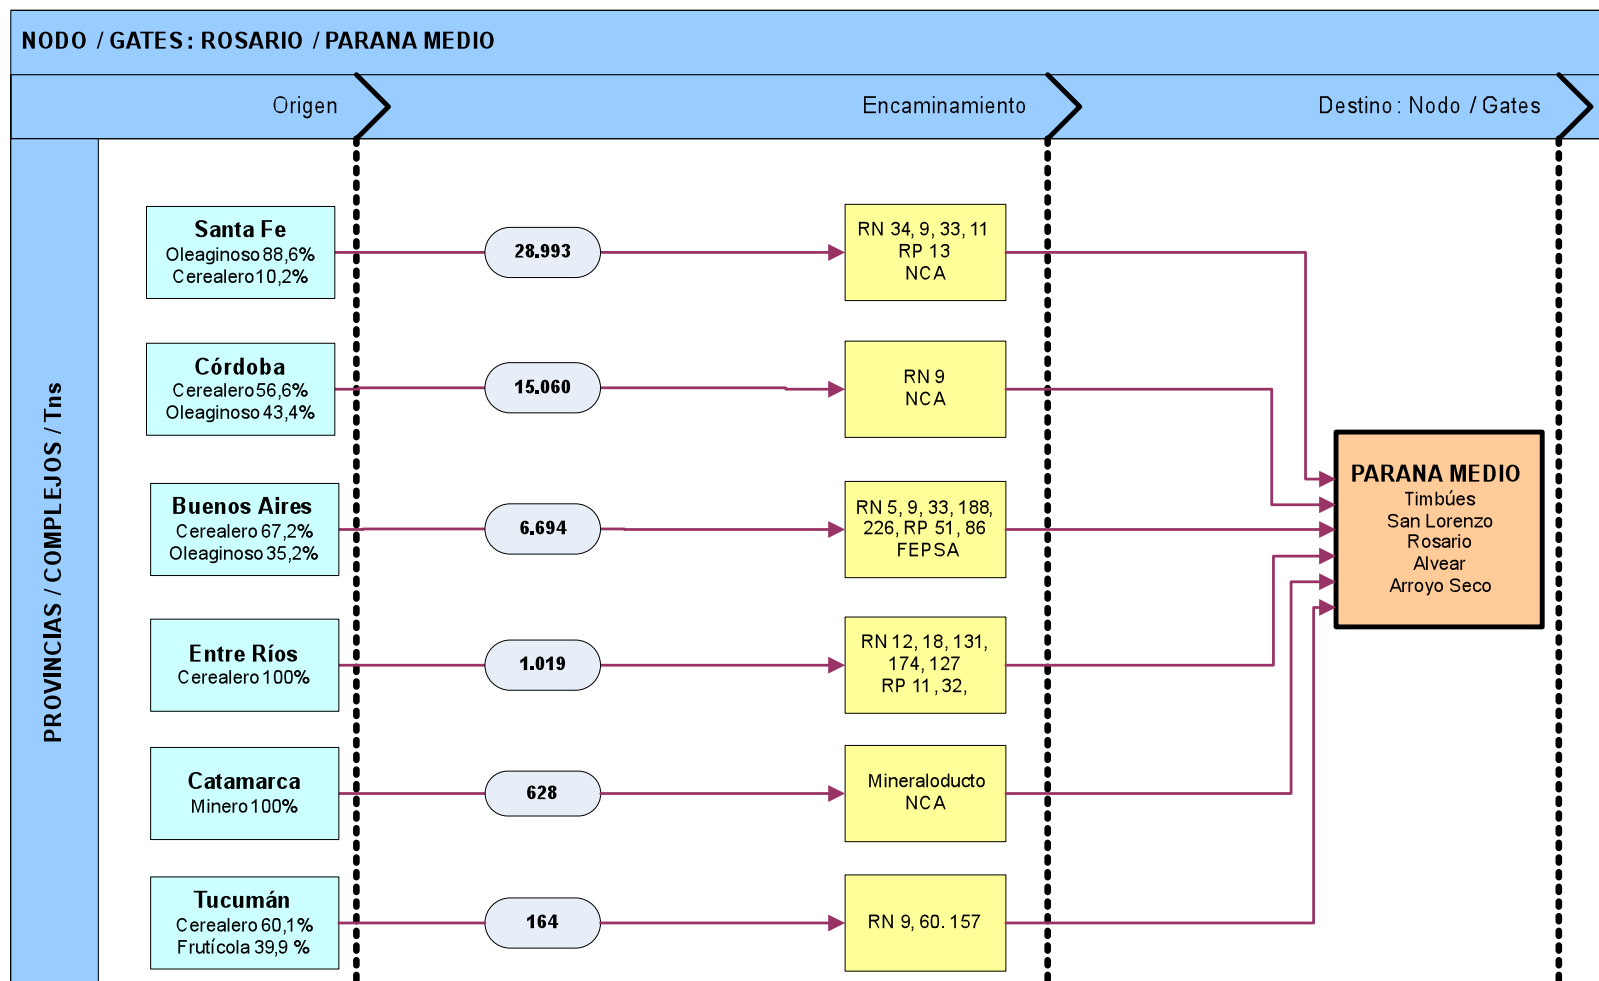 NODO / GATES: ROSARIO / PARANA MEDIO
Origen
Encaminamiento
Destino: Nodo / Gates
PROVINCIAS / COMPLEJOS / Tns
Santa Fe
Oleaginoso 88,6%
Cerealero 10,2%
28.993
RN 34, 9, 33, 11
RP 13
NCA
Córdoba
Cerealero 56,6%
Oleaginoso 43,4%
15.060
RN 9
NCA
Buenos Aires
Cerealero 67,2%
Oleaginoso 35,2%
6.694
RN 5, 9, 33, 188,
226, RP 51, 86
FEPSA
Entre Ríos
Cerealero 100%
1.019
RN 12, 18, 131,
174, 127
RP 11, 32,
Catamarca
Minero 100%
628
Mineraloducto
NCA
Tucumán
Cerealero 60,1%
Frutícola 39,9 %
164
RN 9, 60. 157
PARANA MEDIO
Timbúes
San Lorenzo
Rosario
Alvear
Arroyo Seco